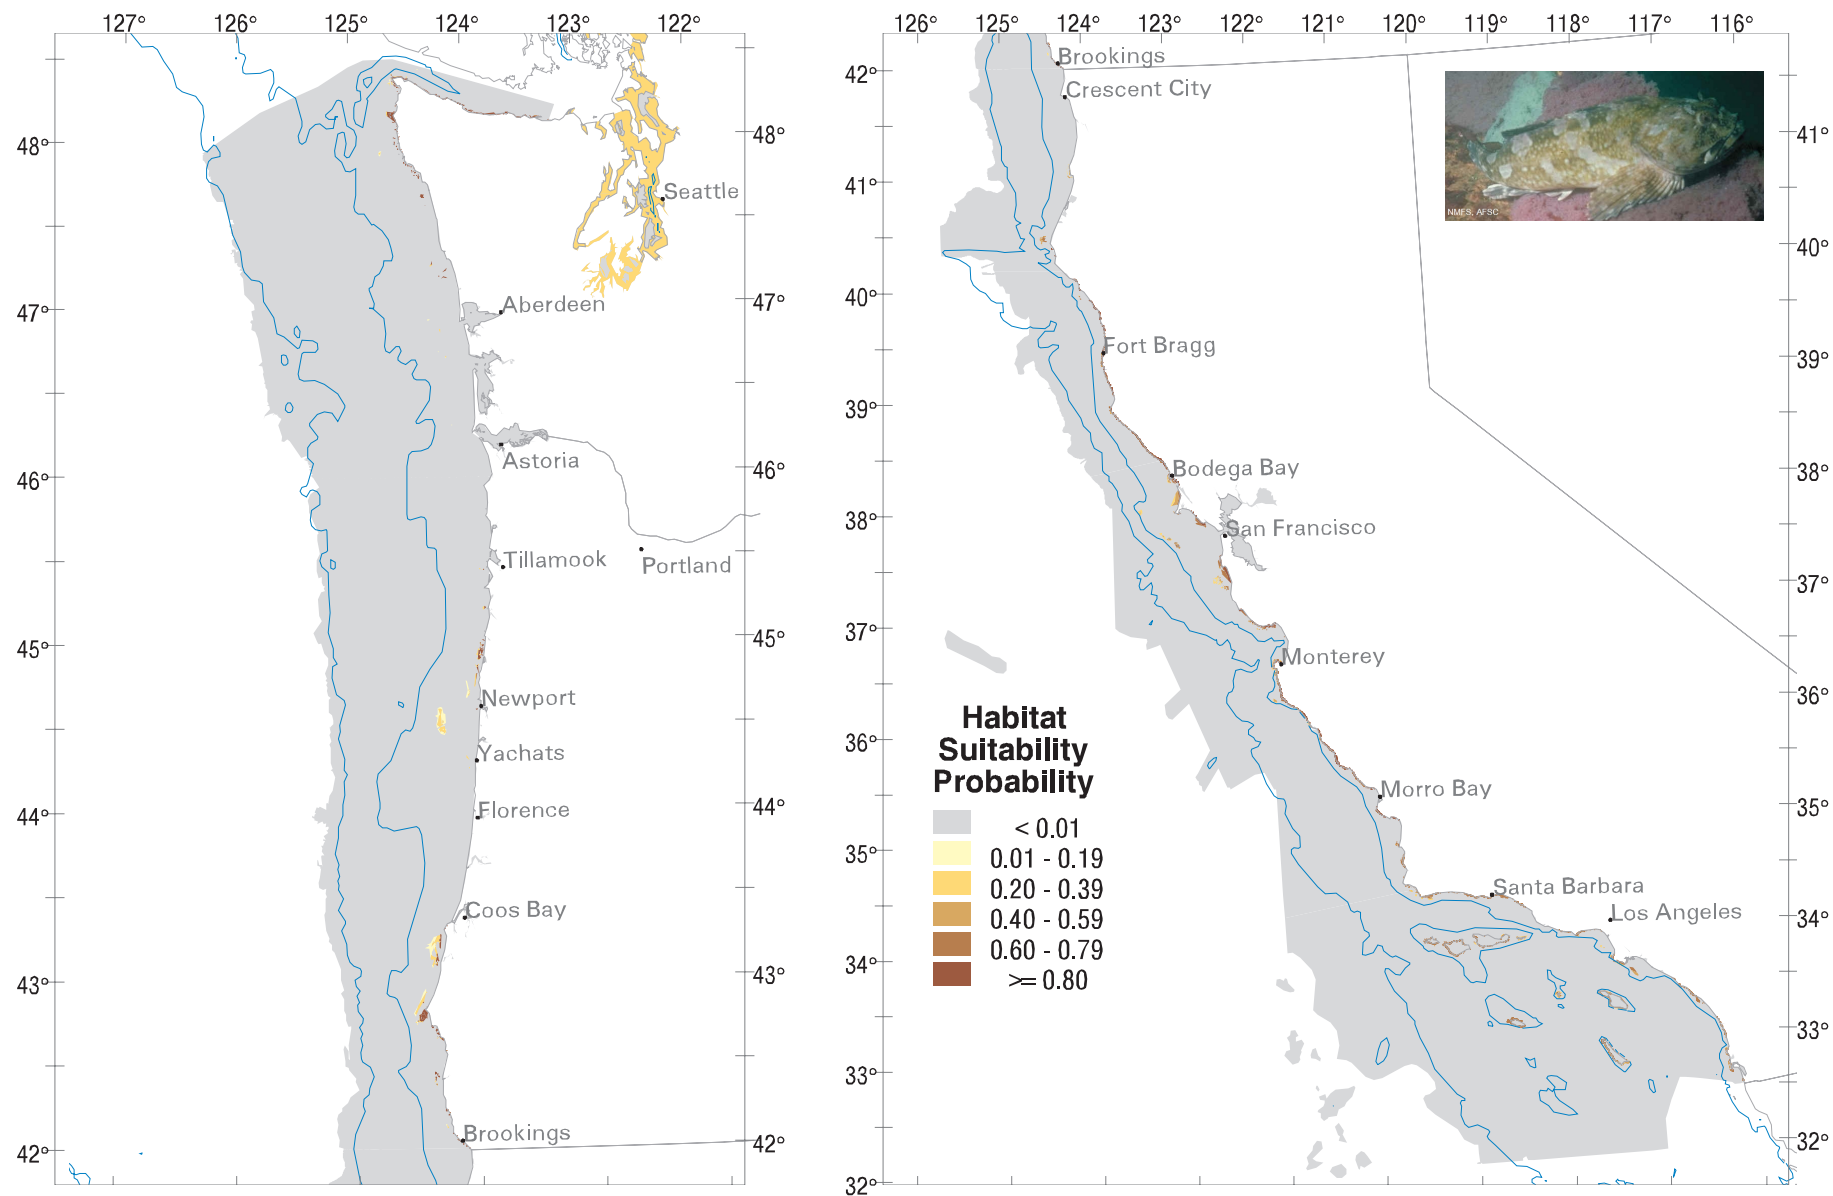 127° 126° 125° 124° 123° 122°
48° 48°
Seattle
47° 47°
Aberdeen
46° 46°
Astoria
Tillamook
Portland
45° 45°
Newport
Yachats
44° 44°
Florence
Coos Bay
43° 43°
Brookings
42° 42°
126° 125° 124° 123° 122° 121° 120° 119° 118° 117° 116°
Brookings
42°
Crescent City
41°
41°
40°
40°
Fort Bragg
39°
39°
Bodega Bay
38°
38°
San Francisco
37°
37°
Monterey
36°
36°
Morro Bay
35°
35°
Santa Barbara
Los Angeles
34°
34°
33°
33°
32°
32°
NMFS, AFSC
Habitat
Suitability
Probability
< 0.01
0.01 - 0.19
0.20 - 0.39
0.40 - 0.59
0.60 - 0.79
>= 0.80